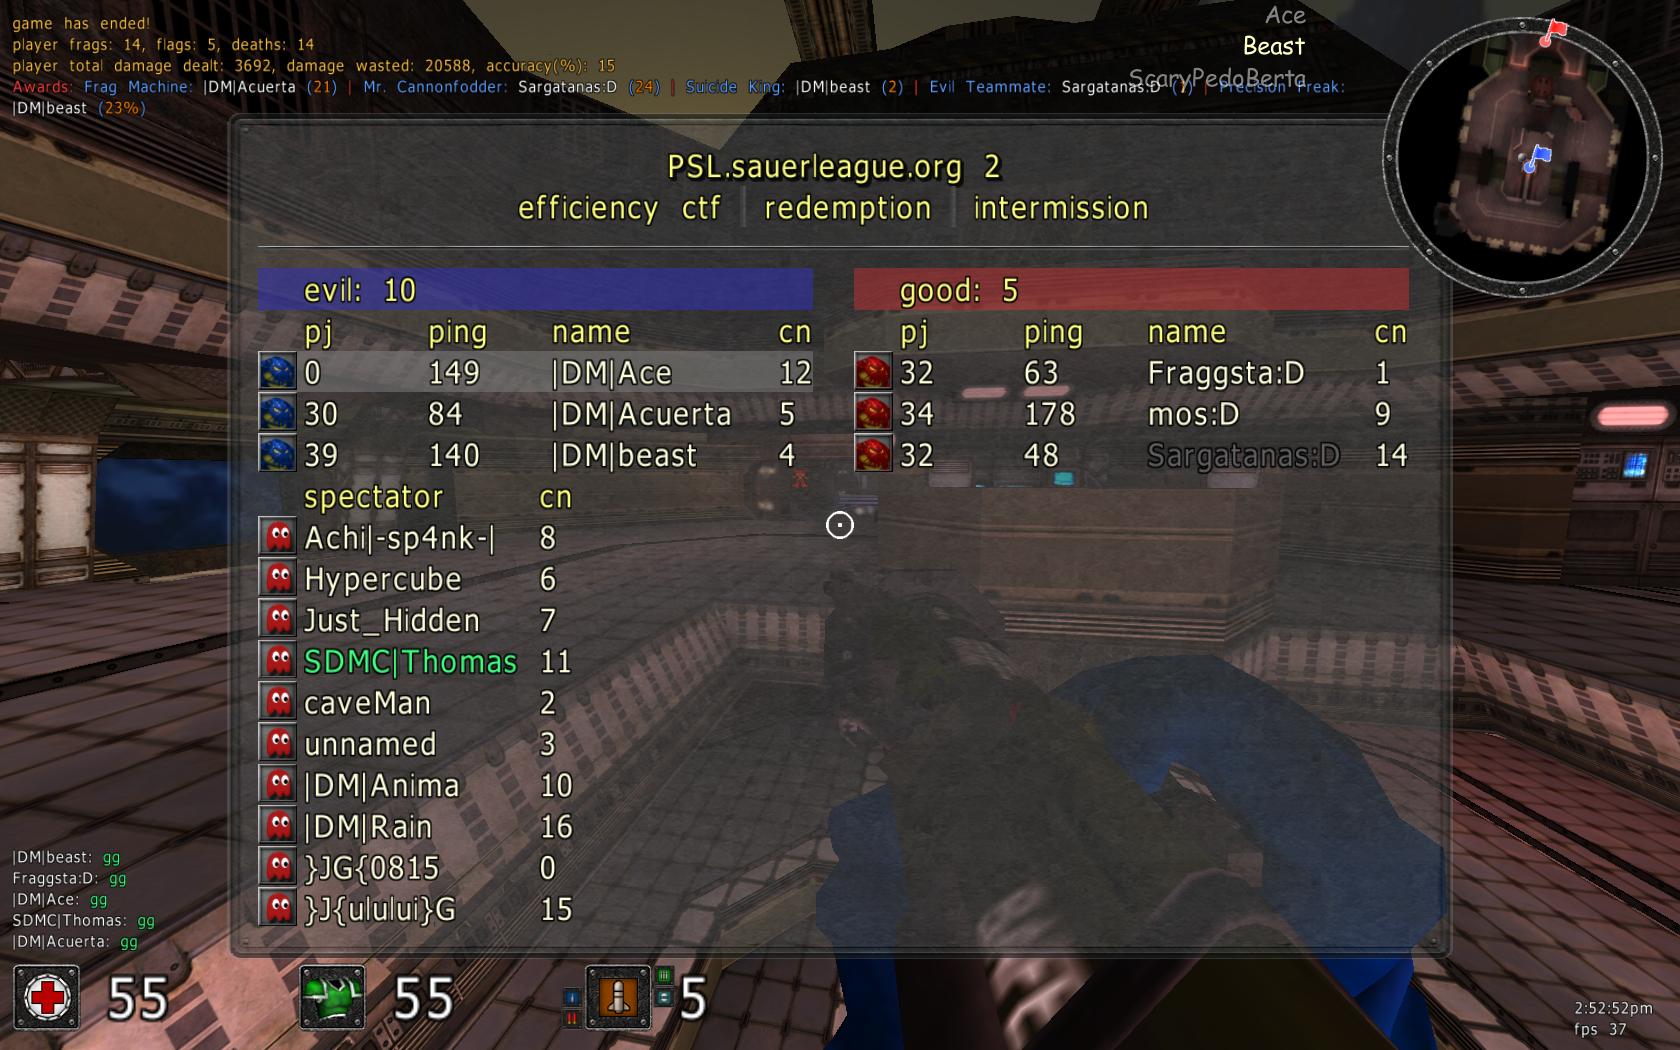 game has ended!
player frags: 14, flags: 5, deaths: 14
player total damage dealt: 3692, damage wasted: 20588, accuracy(%): 15
Awards: Frag Machine: |DM|Acuerta (21) | Mr. Cannonfodder: Sargatanas:D (24) | Suicide King: |DM|beast (2) | Evil Teammate: Sargatanas:D (1) | Precision Freak:
|DM|beast (23%)
Ace
Beast
ScaryPedoBerta
PSL.sauerleague.org 2
efficiency ctf | redemption | intermission
evil: 10
pj ping name cn
0 149 |DM|Ace 12
30 84 |DM|Acuerta 5
39 140 |DM|beast 4
good: 5
pj ping name cn
32 63 Fraggsta:D 1
34 178 mos:D 9
32 48 Sargatanas:D 14
spectator cn
Achi|-sp4nk-| 8
Hypercube 6
Just_Hidden 7
SDMC|Thomas 11
caveMan 2
unnamed 3
|DM|Anima 10
|DM|Rain 16
}JG{0815 0
}J{ululu‌i}G 15
|DM|beast: gg
Fraggsta:D: gg
|DM|Ace: gg
SDMC|Thomas: gg
|DM|Acuerta: gg
55 55 5
2:52:52pm
fps 37